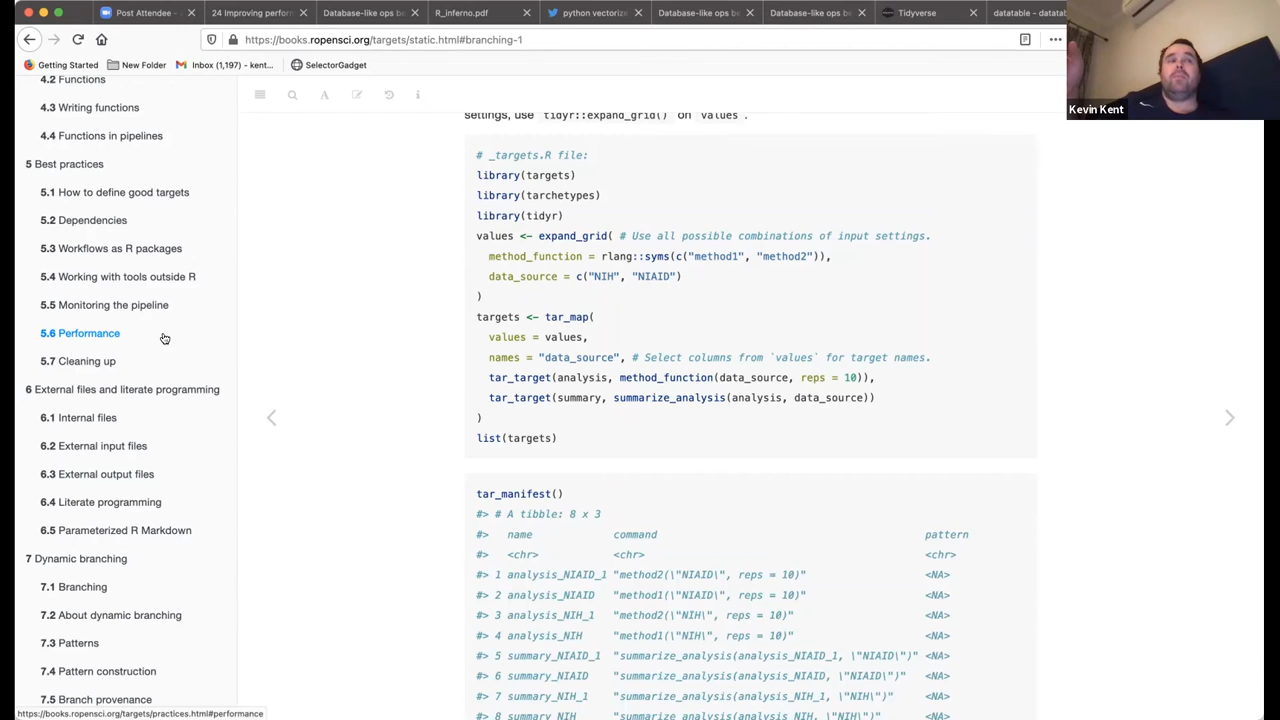 Post Attendee -
24 Improving perform
Database-like ops be
R_inferno.pdf
python vectorize
Database-like ops be
Database-like ops be
Tidyverse
datatable - datatab
https://books.ropensci.org/targets/static.html#branching-1
Getting Started
New Folder
Inbox (1,197) - kent...
SelectorGadget
Kevin Kent
4.2 Functions
4.3 Writing functions
4.4 Functions in pipelines
5 Best practices
5.1 How to define good targets
5.2 Dependencies
5.3 Workflows as R packages
5.4 Working with tools outside R
5.5 Monitoring the pipeline
5.6 Performance
5.7 Cleaning up
6 External files and literate programming
6.1 Internal files
6.2 External input files
6.3 External output files
6.4 Literate programming
6.5 Parameterized R Markdown
7 Dynamic branching
7.1 Branching
7.2 About dynamic branching
7.3 Patterns
7.4 Pattern construction
7.5 Branch provenance
https://books.ropensci.org/targets/practices.html#performance
settings, use tidyr::expand_grid() on values .
# _targets.R file:
library(targets)
library(tarchetypes)
library(tidyr)
values <- expand_grid( # Use all possible combinations of input settings.
method_function = rlang::syms(c("method1", "method2")),
data_source = c("NIH", "NIAID")
)
targets <- tar_map(
values = values,
names = "data_source", # Select columns from `values` for target names.
tar_target(analysis, method_function(data_source, reps = 10)),
tar_target(summary, summarize_analysis(analysis, data_source))
)
list(targets)
tar_manifest()
#> # A tibble: 8 x 3
#> name command pattern
#> <chr> <chr> <chr>
#> 1 analysis_NIAID_1 "method2(\"NIAID\", reps = 10)" <NA>
#> 2 analysis_NIAID "method1(\"NIAID\", reps = 10)" <NA>
#> 3 analysis_NIH_1 "method2(\"NIH\", reps = 10)" <NA>
#> 4 analysis_NIH "method1(\"NIH\", reps = 10)" <NA>
#> 5 summary_NIAID_1 "summarize_analysis(analysis_NIAID_1, \"NIAID\")" <NA>
#> 6 summary_NIAID "summarize_analysis(analysis_NIAID, \"NIAID\")" <NA>
#> 7 summary_NIH_1 "summarize_analysis(analysis_NIH_1, \"NIH\")" <NA>
#> 8 summary_NIH "summarize_analysis(analysis_NIH, \"NIH\")" <NA>